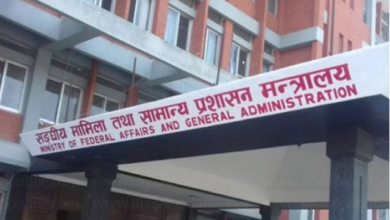 सङ्घीय मामिला तथा सामान्य प्रशासन मन्त्रालय
MINISTRY OF FEDERAL AFFAIRS AND GENERAL ADMINISTRATION